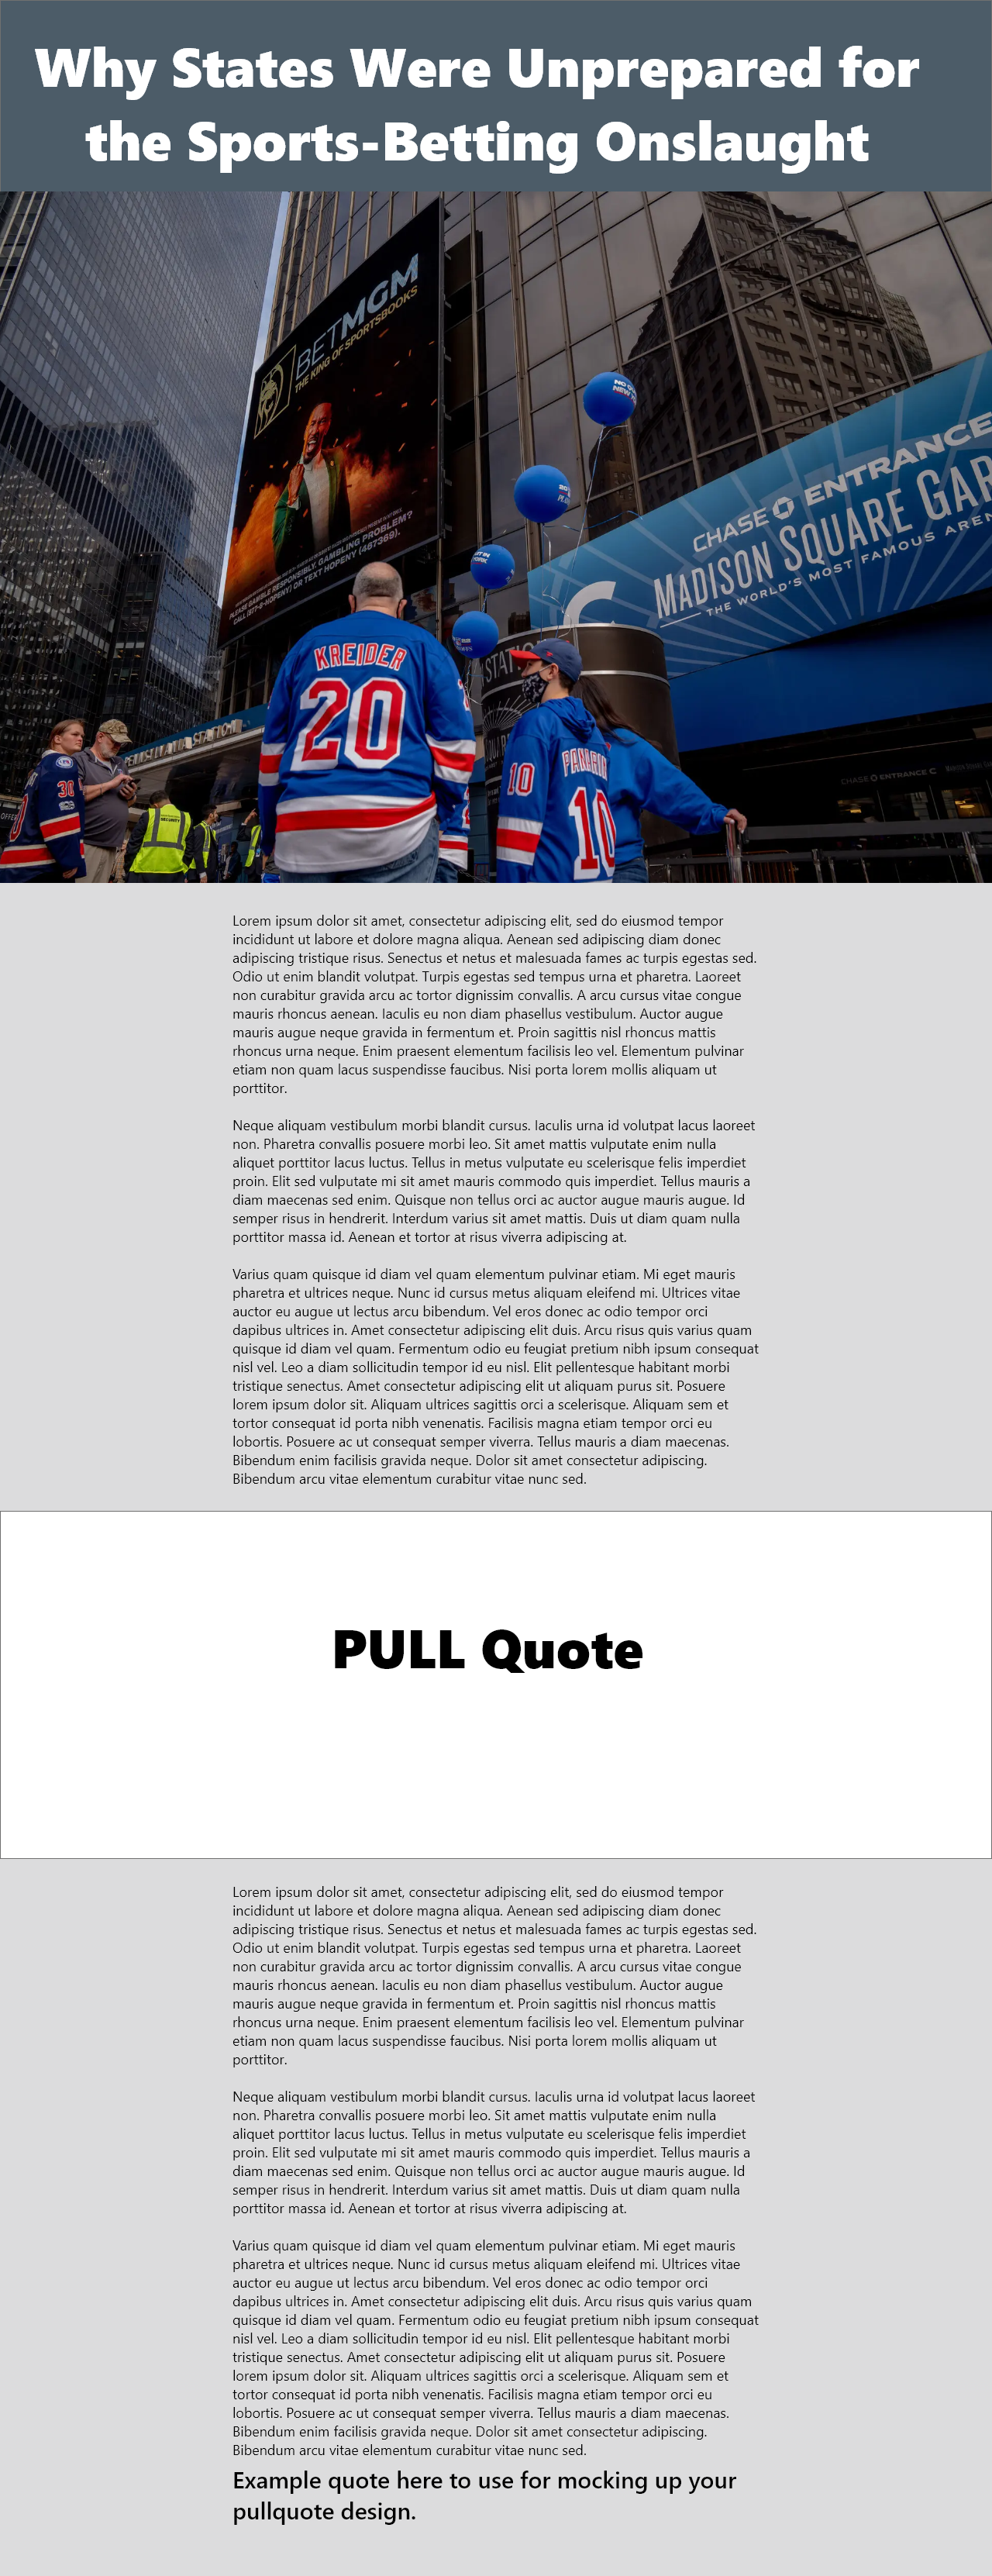 Why States Were Unprepared for
the Sports-Betting Onslaught
BETMGM
THE KING OF SPORTSBOOKS
PLEASE GAMBLE RESPONSIBLY. GAMBLING PROBLEM?
CALL (877-8-HOPENY) OR TEXT HOPENY (467369).
CHASE ENTRANCE
MADISON SQUARE GAR
THE WORLD'S MOST FAMOUS AREN
KREIDER
20
PANARIN
10
10
30
PENNSYLVANIA STATION
SECURITY
CHASE ENTRANCE
Lorem ipsum dolor sit amet, consectetur adipiscing elit, sed do eiusmod tempor
incididunt ut labore et dolore magna aliqua. Aenean sed adipiscing diam donec
adipiscing tristique risus. Senectus et netus et malesuada fames ac turpis egestas sed.
Odio ut enim blandit volutpat. Turpis egestas sed tempus urna et pharetra. Laoreet
non curabitur gravida arcu ac tortor dignissim convallis. A arcu cursus vitae congue
mauris rhoncus aenean. Iaculis eu non diam phasellus vestibulum. Auctor augue
mauris augue neque gravida in fermentum et. Proin sagittis nisl rhoncus mattis
rhoncus urna neque. Enim praesent elementum facilisis leo vel. Elementum pulvinar
etiam non quam lacus suspendisse faucibus. Nisi porta lorem mollis aliquam ut
porttitor.
Neque aliquam vestibulum morbi blandit cursus. Iaculis urna id volutpat lacus laoreet
non. Pharetra convallis posuere morbi leo. Sit amet mattis vulputate enim nulla
aliquet porttitor lacus luctus. Tellus in metus vulputate eu scelerisque felis imperdiet
proin. Elit sed vulputate mi sit amet mauris commodo quis imperdiet. Tellus mauris a
diam maecenas sed enim. Quisque non tellus orci ac auctor augue mauris augue. Id
semper risus in hendrerit. Interdum varius sit amet mattis. Duis ut diam quam nulla
porttitor massa id. Aenean et tortor at risus viverra adipiscing at.
Varius quam quisque id diam vel quam elementum pulvinar etiam. Mi eget mauris
pharetra et ultrices neque. Nunc id cursus metus aliquam eleifend mi. Ultrices vitae
auctor eu augue ut lectus arcu bibendum. Vel eros donec ac odio tempor orci
dapibus ultrices in. Amet consectetur adipiscing elit duis. Arcu risus quis varius quam
quisque id diam vel quam. Fermentum odio eu feugiat pretium nibh ipsum consequat
nisl vel. Leo a diam sollicitudin tempor id eu nisl. Elit pellentesque habitant morbi
tristique senectus. Amet consectetur adipiscing elit ut aliquam purus sit. Posuere
lorem ipsum dolor sit. Aliquam ultrices sagittis orci a scelerisque. Aliquam sem et
tortor consequat id porta nibh venenatis. Facilisis magna etiam tempor orci eu
lobortis. Posuere ac ut consequat semper viverra. Tellus mauris a diam maecenas.
Bibendum enim facilisis gravida neque. Dolor sit amet consectetur adipiscing.
Bibendum arcu vitae elementum curabitur vitae nunc sed.
PULL Quote
Lorem ipsum dolor sit amet, consectetur adipiscing elit, sed do eiusmod tempor
incididunt ut labore et dolore magna aliqua. Aenean sed adipiscing diam donec
adipiscing tristique risus. Senectus et netus et malesuada fames ac turpis egestas sed.
Odio ut enim blandit volutpat. Turpis egestas sed tempus urna et pharetra. Laoreet
non curabitur gravida arcu ac tortor dignissim convallis. A arcu cursus vitae congue
mauris rhoncus aenean. Iaculis eu non diam phasellus vestibulum. Auctor augue
mauris augue neque gravida in fermentum et. Proin sagittis nisl rhoncus mattis
rhoncus urna neque. Enim praesent elementum facilisis leo vel. Elementum pulvinar
etiam non quam lacus suspendisse faucibus. Nisi porta lorem mollis aliquam ut
porttitor.
Neque aliquam vestibulum morbi blandit cursus. Iaculis urna id volutpat lacus laoreet
non. Pharetra convallis posuere morbi leo. Sit amet mattis vulputate enim nulla
aliquet porttitor lacus luctus. Tellus in metus vulputate eu scelerisque felis imperdiet
proin. Elit sed vulputate mi sit amet mauris commodo quis imperdiet. Tellus mauris a
diam maecenas sed enim. Quisque non tellus orci ac auctor augue mauris augue. Id
semper risus in hendrerit. Interdum varius sit amet mattis. Duis ut diam quam nulla
porttitor massa id. Aenean et tortor at risus viverra adipiscing at.
Varius quam quisque id diam vel quam elementum pulvinar etiam. Mi eget mauris
pharetra et ultrices neque. Nunc id cursus metus aliquam eleifend mi. Ultrices vitae
auctor eu augue ut lectus arcu bibendum. Vel eros donec ac odio tempor orci
dapibus ultrices in. Amet consectetur adipiscing elit duis. Arcu risus quis varius quam
quisque id diam vel quam. Fermentum odio eu feugiat pretium nibh ipsum consequat
nisl vel. Leo a diam sollicitudin tempor id eu nisl. Elit pellentesque habitant morbi
tristique senectus. Amet consectetur adipiscing elit ut aliquam purus sit. Posuere
lorem ipsum dolor sit. Aliquam ultrices sagittis orci a scelerisque. Aliquam sem et
tortor consequat id porta nibh venenatis. Facilisis magna etiam tempor orci eu
lobortis. Posuere ac ut consequat semper viverra. Tellus mauris a diam maecenas.
Bibendum enim facilisis gravida neque. Dolor sit amet consectetur adipiscing.
Bibendum arcu vitae elementum curabitur vitae nunc sed.
Example quote here to use for mocking up your
pullquote design.